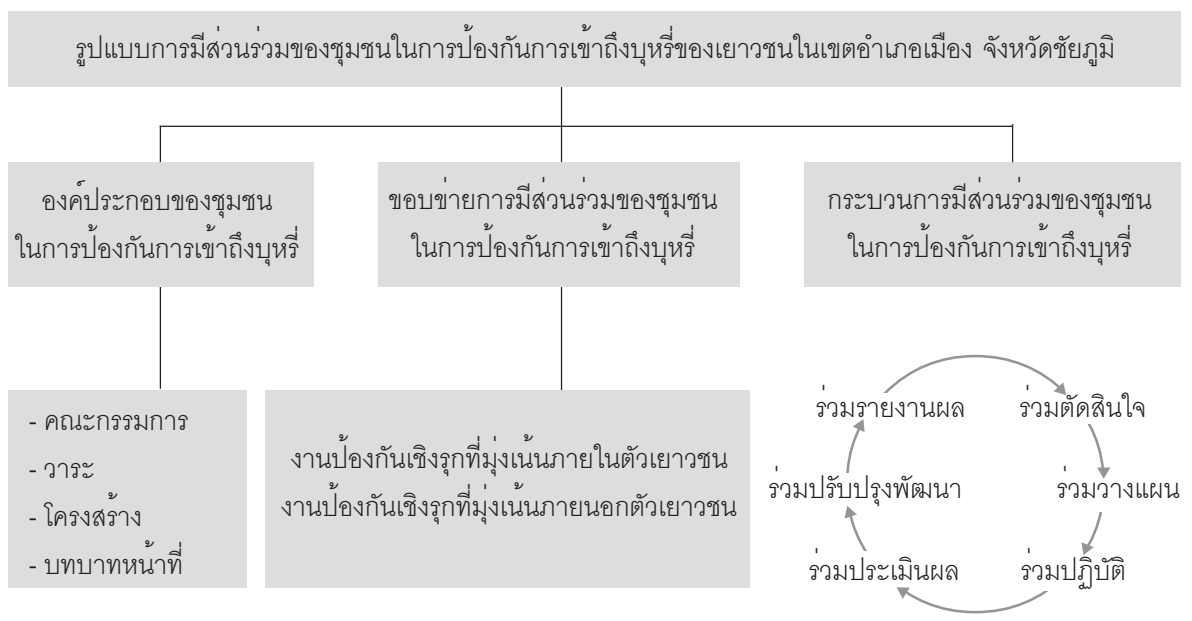 รูปแบบการมีส่วนร่วมของชุมชนในการป้องกันการเข้าถึงบุหรี่ของเยาวชนในเขตอำเภอเมือง จังหวัดชัยภูมิ
องค์ประกอบของชุมชน
ในการป้องกันการเข้าถึงบุหรี่
ขอบข่ายการมีส่วนร่วมของชุมชน
ในการป้องกันการเข้าถึงบุหรี่
กระบวนการมีส่วนร่วมของชุมชน
ในการป้องกันการเข้าถึงบุหรี่
- คณะกรรมการ
- วาระ
- โครงสร้าง
- บทบาทหน้าที่
งานป้องกันเชิงรุกที่มุ่งเน้นภายในตัวเยาวชน
งานป้องกันเชิงรุกที่มุ่งเน้นภายนอกตัวเยาวชน
ร่วมตัดสินใจ
ร่วมวางแผน
ร่วมปฏิบัติ
ร่วมประเมินผล
ร่วมปรับปรุงพัฒนา
ร่วมรายงานผล